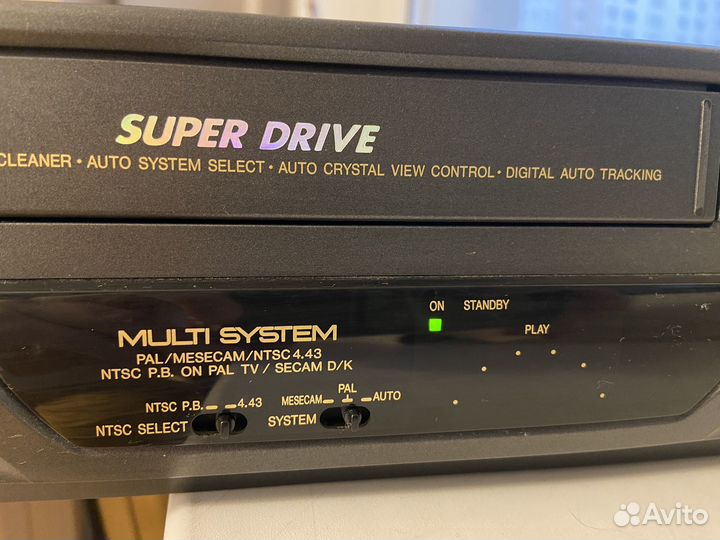 SUPER DRIVE
CLEANER • AUTO SYSTEM SELECT • AUTO CRYSTAL VIEW CONTROL • DIGITAL AUTO TRACKING
ON STANDBY
PLAY
MULTI SYSTEM
PAL/MESECAM/NTSC 4.43
NTSC P.B. ON PAL TV / SECAM D/K
NTSC P.B. 4.43
MESECAM PAL AUTO
NTSC SELECT SYSTEM
Avito